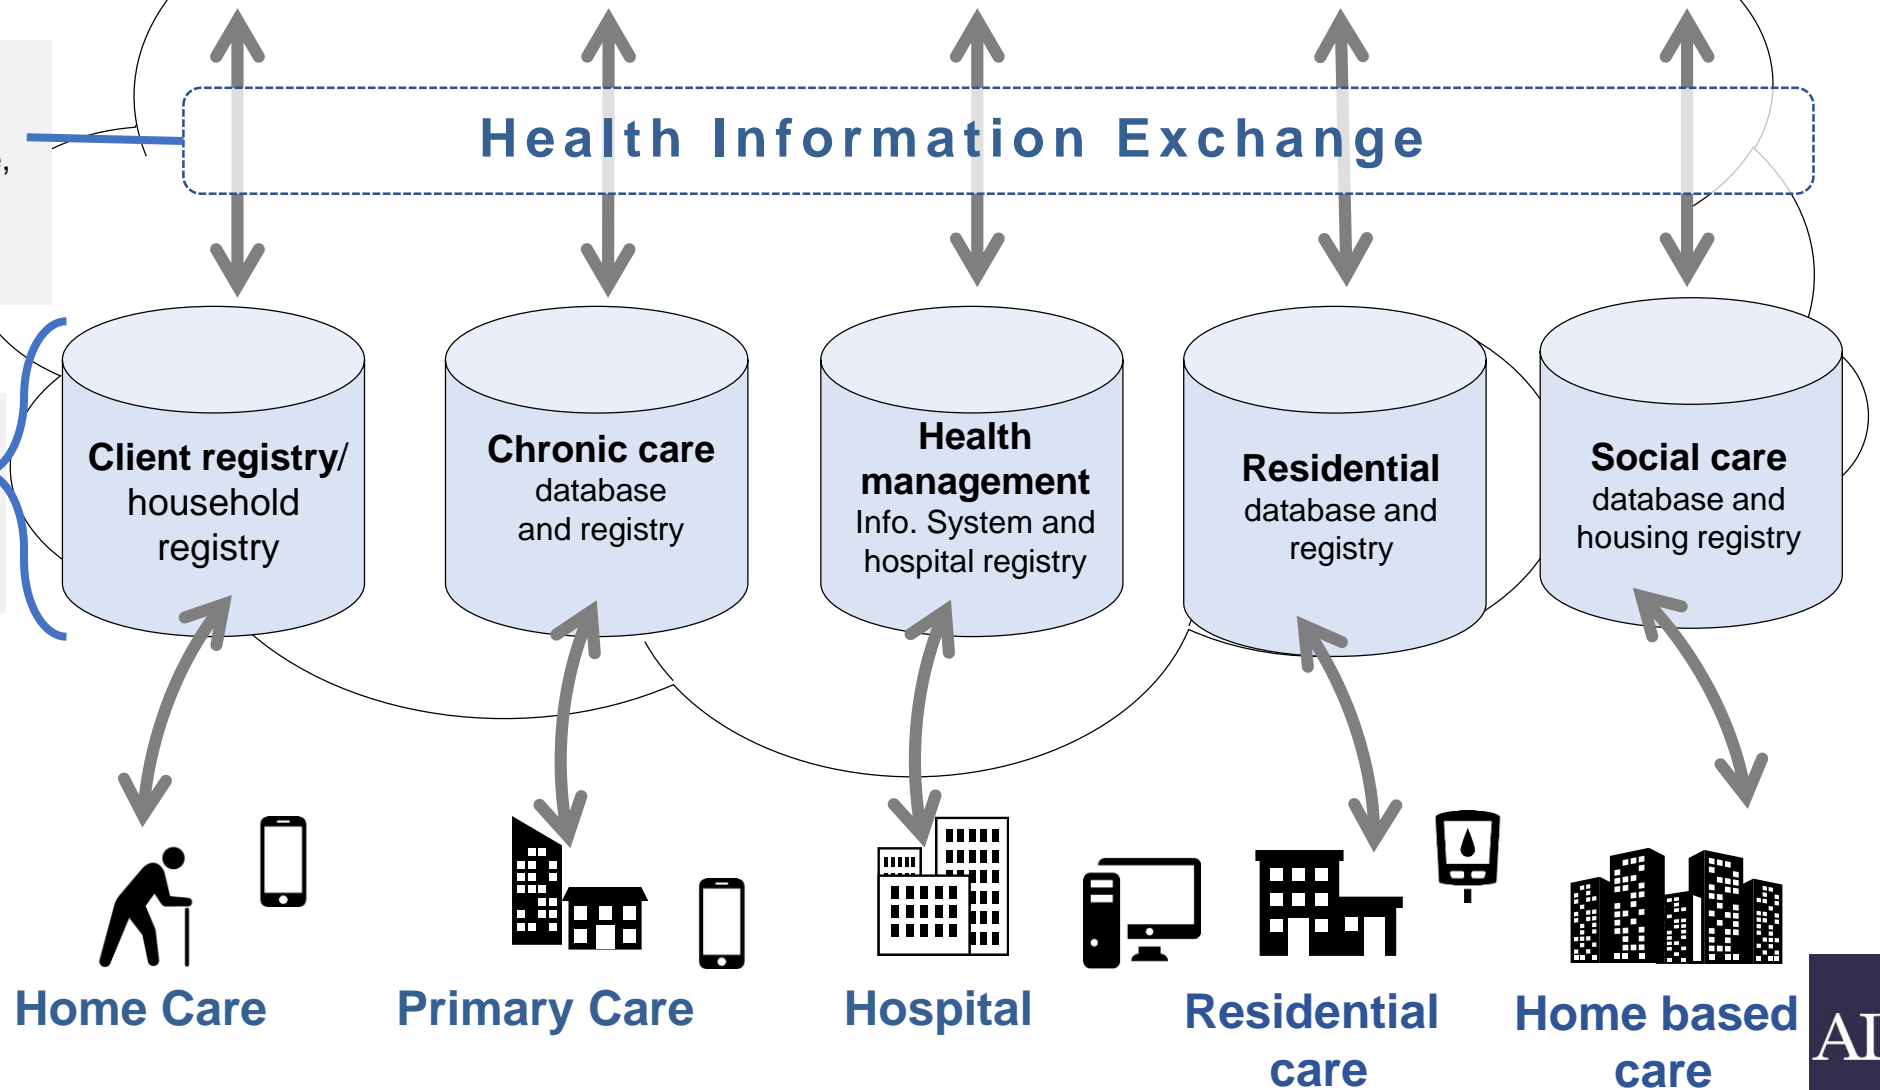 Health Information Exchange
Client registry/
household
registry
Chronic care
database
and registry
Health
management
Info. System and
hospital registry
Residential
database and
registry
Social care
database and
housing registry
Home Care
Primary Care
Hospital
Residential
care
Home based
care